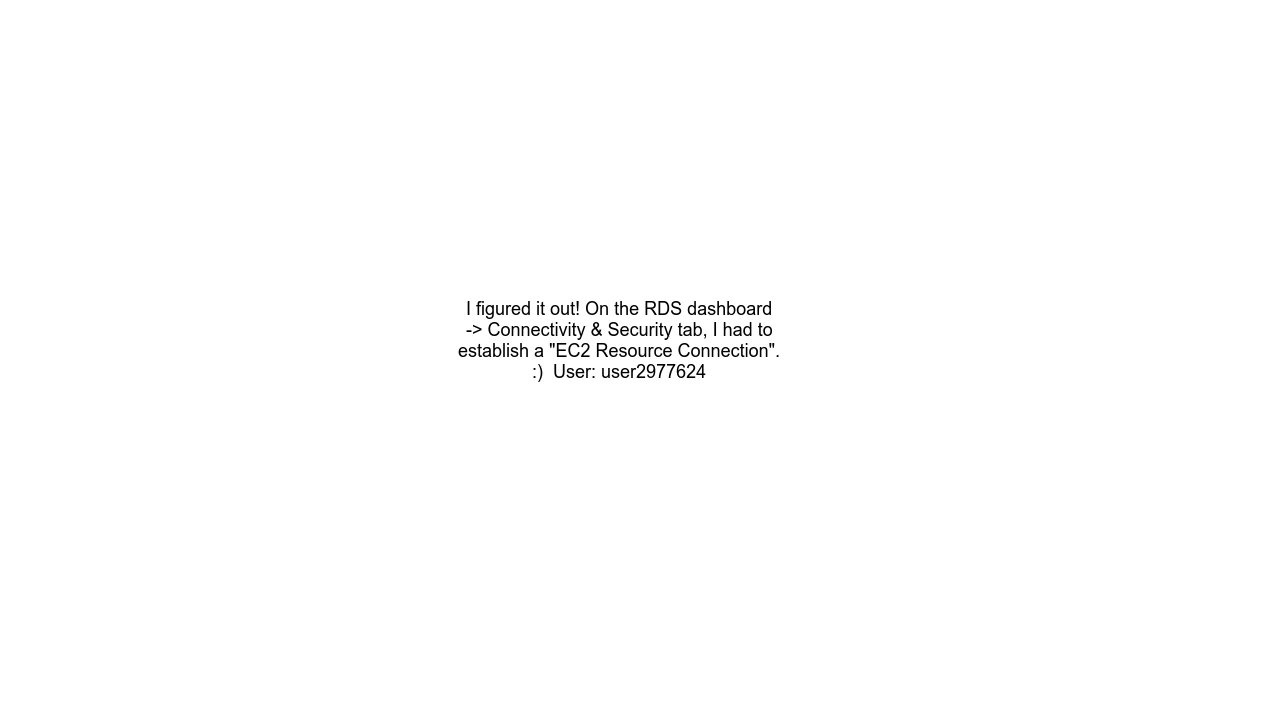 I figured it out! On the RDS dashboard
-> Connectivity & Security tab, I had to
establish a "EC2 Resource Connection".
:)  User: user2977624